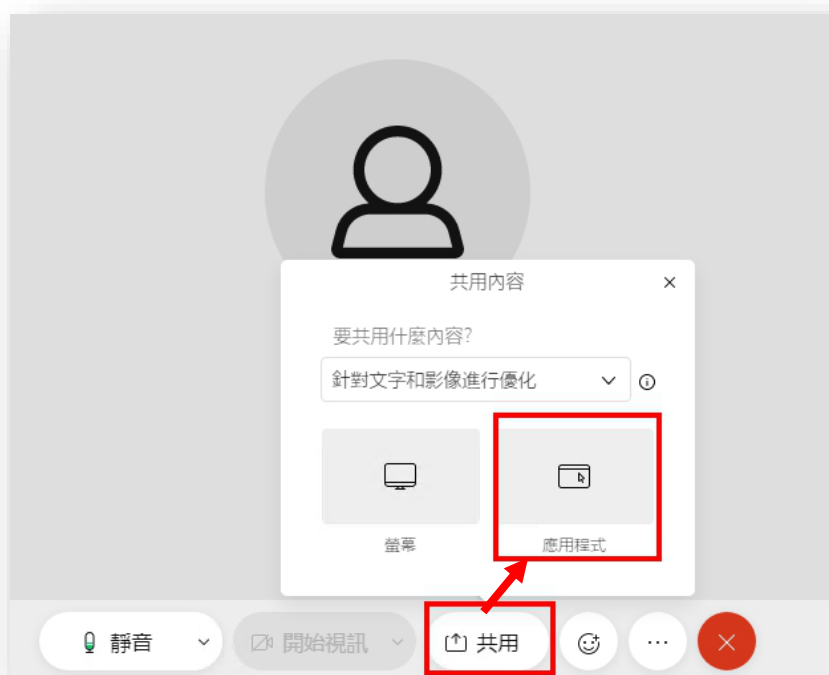 共用內容
要共用什麼內容?
針對文字和影像進行優化
螢幕
應用程式
靜音
開始視訊
共用